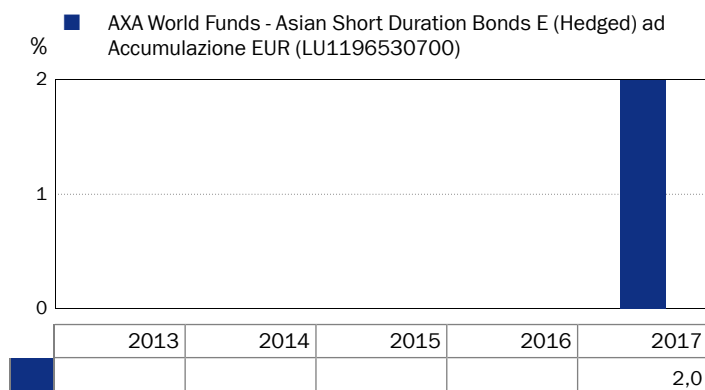 AXA World Funds - Asian Short Duration Bonds E (Hedged) ad
Accumulazione EUR (LU1196530700)
%
2
1
0
2013 2014 2015 2016 2017
2,0